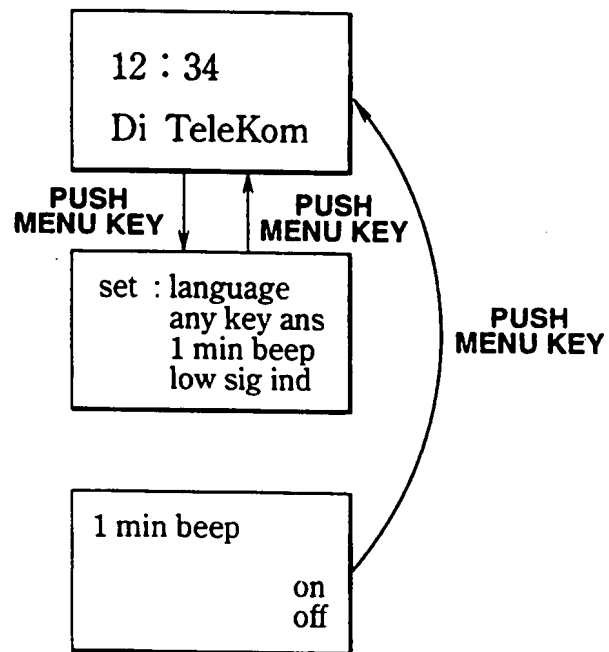 12 : 34
Di TeleKom
PUSH
MENU KEY
PUSH
MENU KEY
set : language
any key ans
1 min beep
low sig ind
PUSH
MENU KEY
1 min beep
on
off